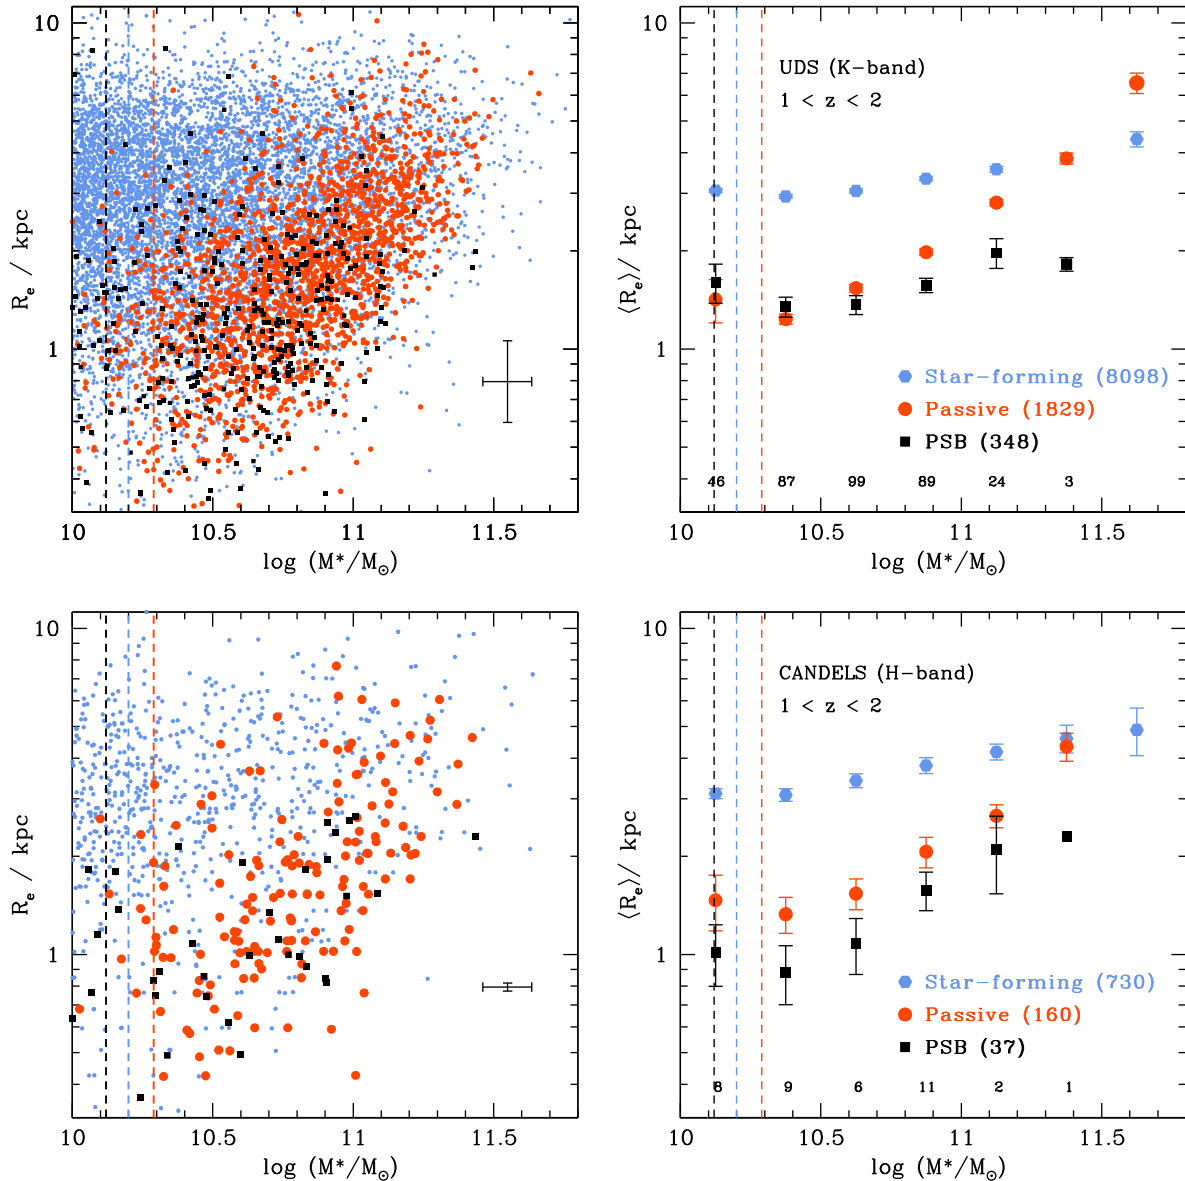 10
1
R_e / kpc
10 10.5 11 11.5
log (M*/M_⊙)
10
1
⟨R_e⟩/ kpc
UDS (K-band)
1 < z < 2
Star-forming (8098)
Passive (1829)
PSB (348)
46 87 99 89 24 3
10 10.5 11 11.5
log (M*/M_⊙)
10
1
R_e / kpc
10 10.5 11 11.5
log (M*/M_⊙)
10
1
⟨R_e⟩/ kpc
CANDELS (H-band)
1 < z < 2
Star-forming (730)
Passive (160)
PSB (37)
8 9 6 11 2 1
10 10.5 11 11.5
log (M*/M_⊙)